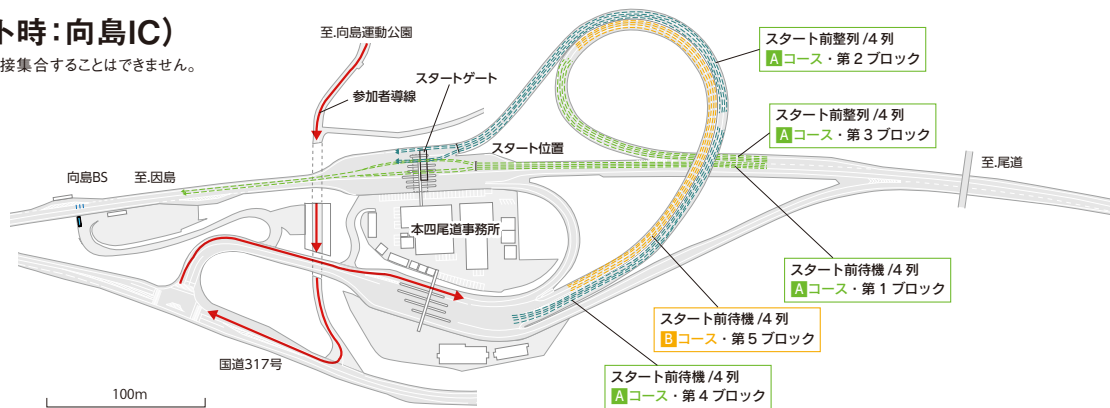 ト時：向島IC）
接集合することはできません。
至.向島運動公園
参加者導線
スタートゲート
スタート位置
向島BS
至.因島
本四尾道事務所
至.尾道
国道317号
100m
スタート前整列 /4 列
Aコース・第 2 ブロック
スタート前整列 /4 列
Aコース・第 3 ブロック
スタート前待機 /4 列
Aコース・第 1 ブロック
スタート前待機 /4 列
Bコース・第 5 ブロック
スタート前待機 /4 列
Aコース・第 4 ブロック